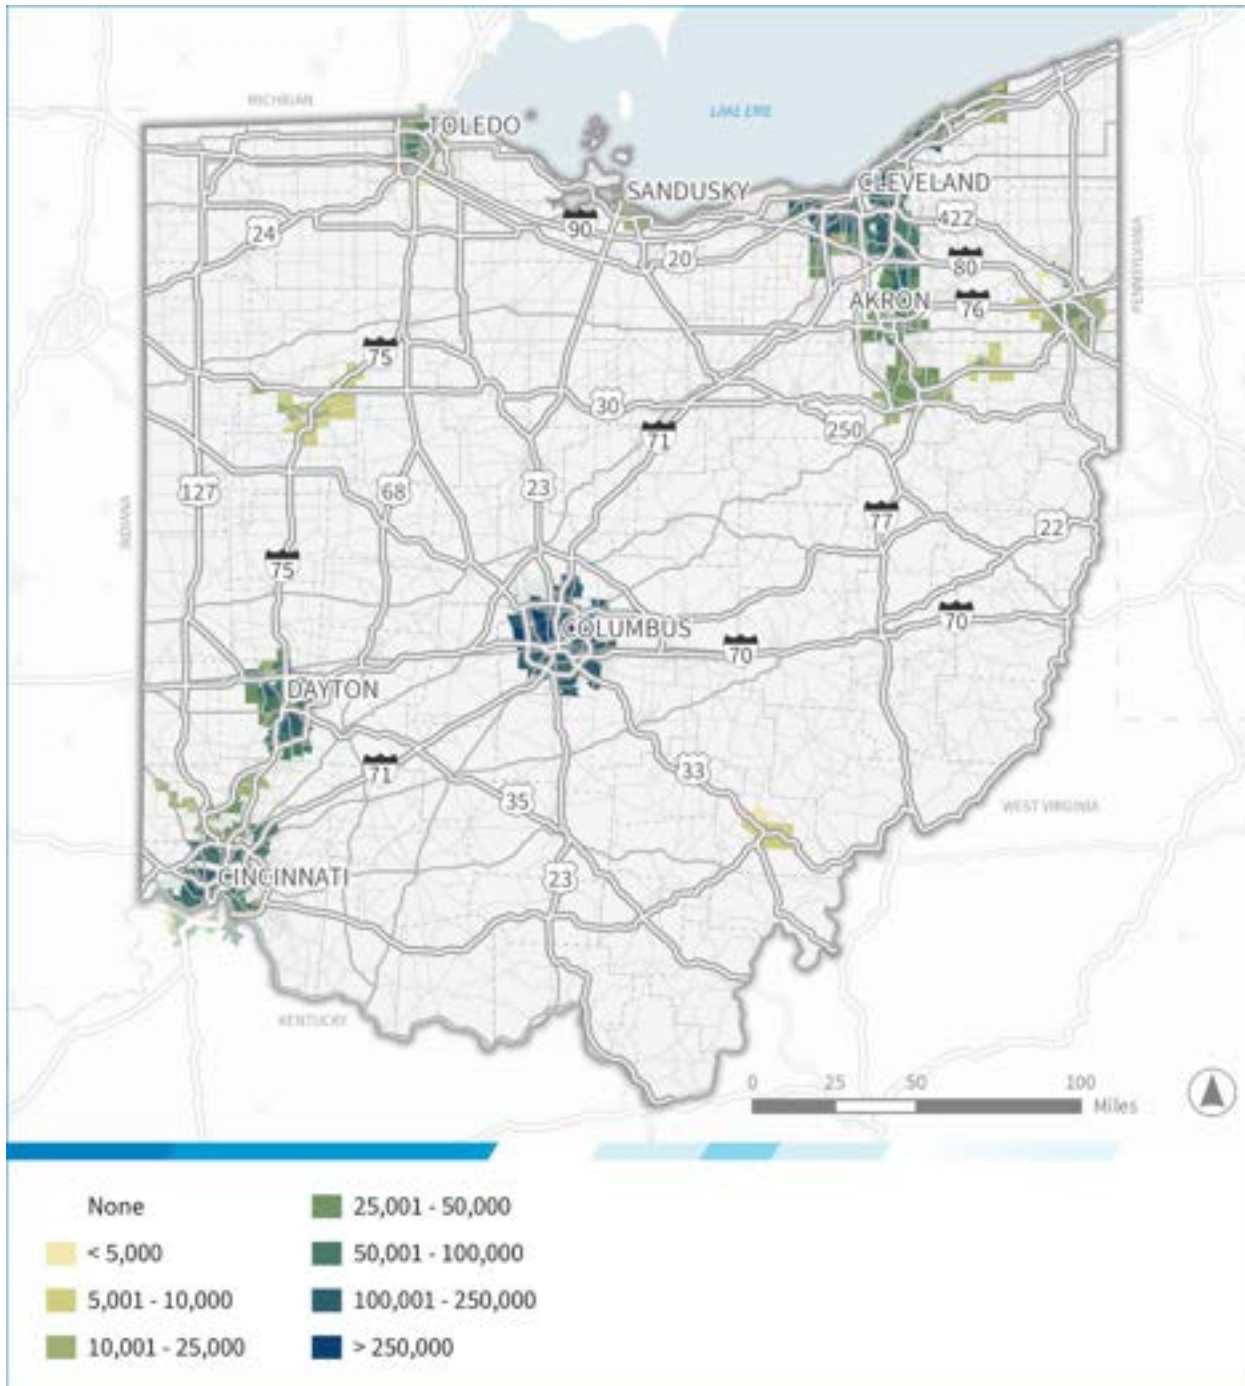 MICHIGAN
LAKE ERIE
TOLEDO
SANDUSKY
CLEVELAND
24
90
422
20
80
PENNSYLVANIA
AKRON
76
75
30
71
250
127
68
23
77
22
INDIANA
75
COLUMBUS
70
70
DAYTON
71
33
35
WEST VIRGINIA
CINCINNATI
23
KENTUCKY
0 25 50 100
Miles
None
< 5,000
5,001 - 10,000
10,001 - 25,000
25,001 - 50,000
50,001 - 100,000
100,001 - 250,000
> 250,000